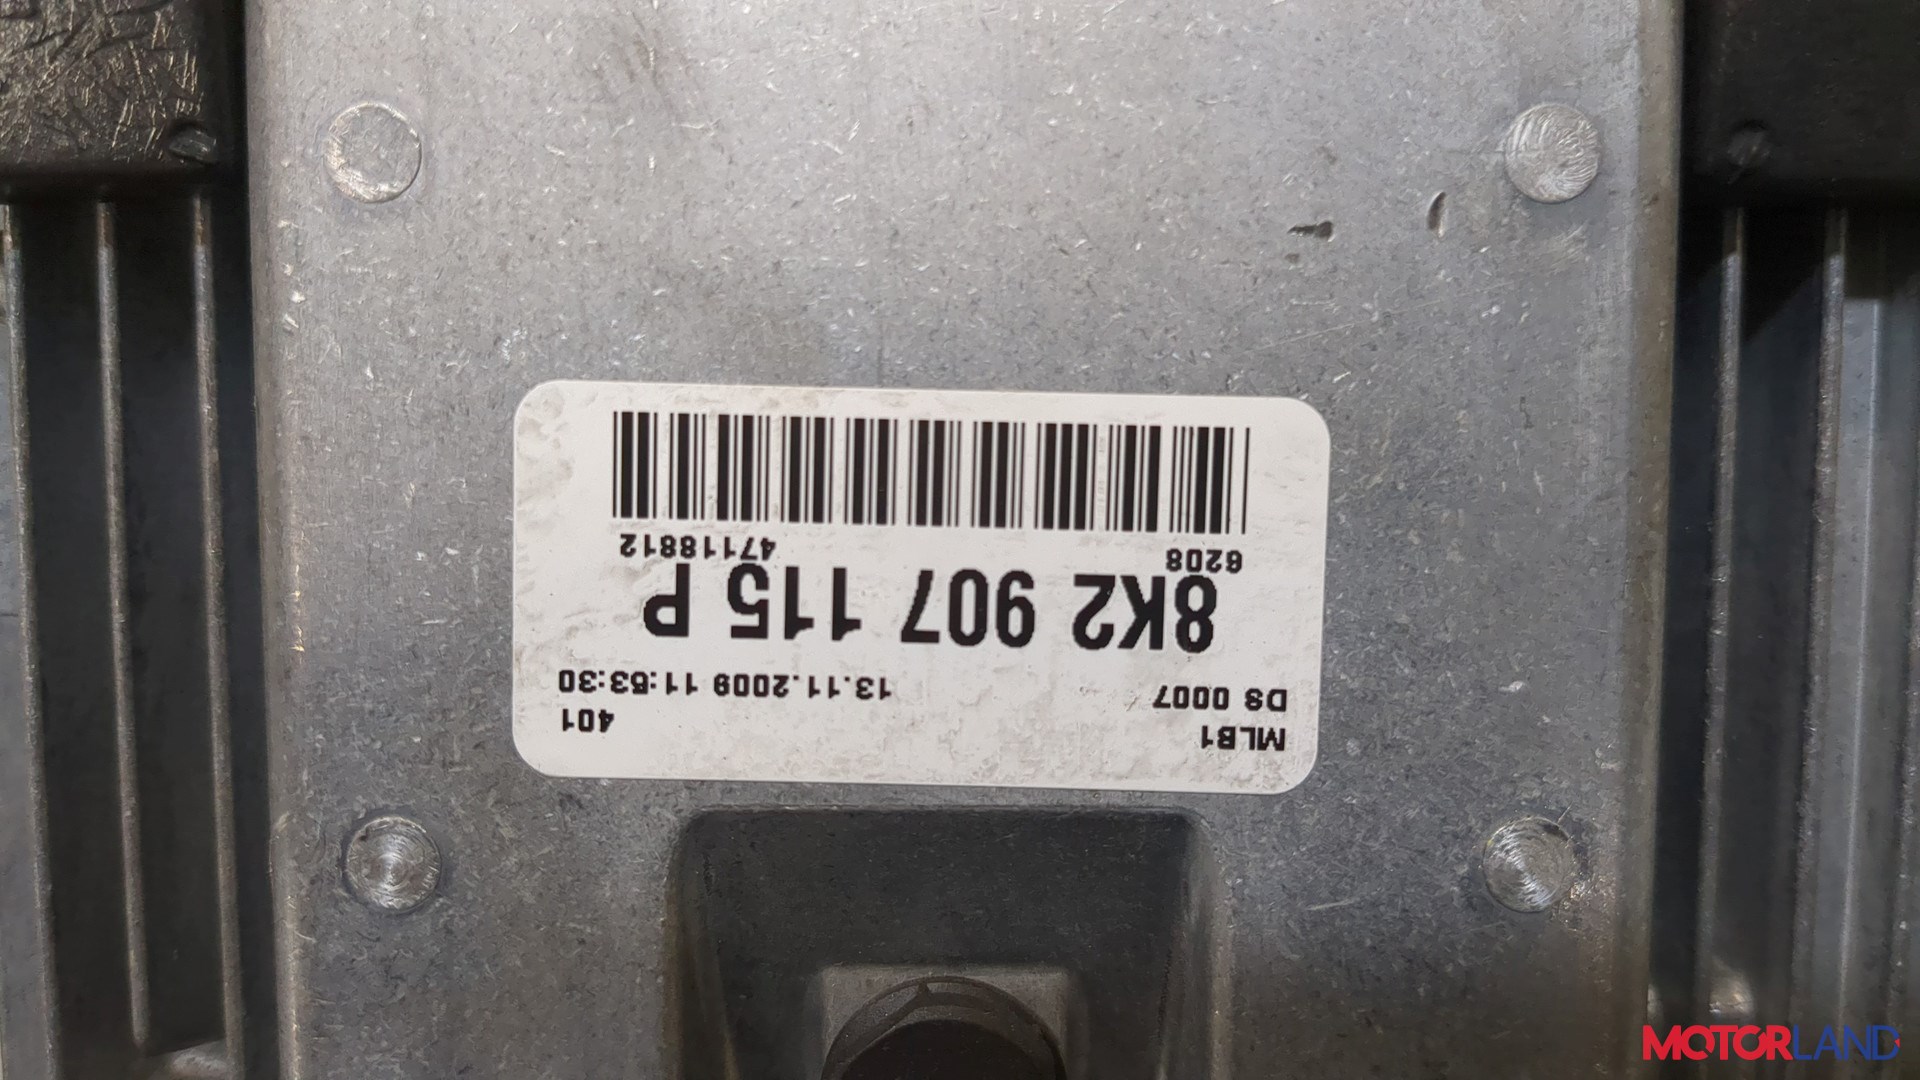 MLB1 401
DS 0007 13.11.2009 11:53:30
8K2 907 115 P
6208 47118812
MOTORLAND